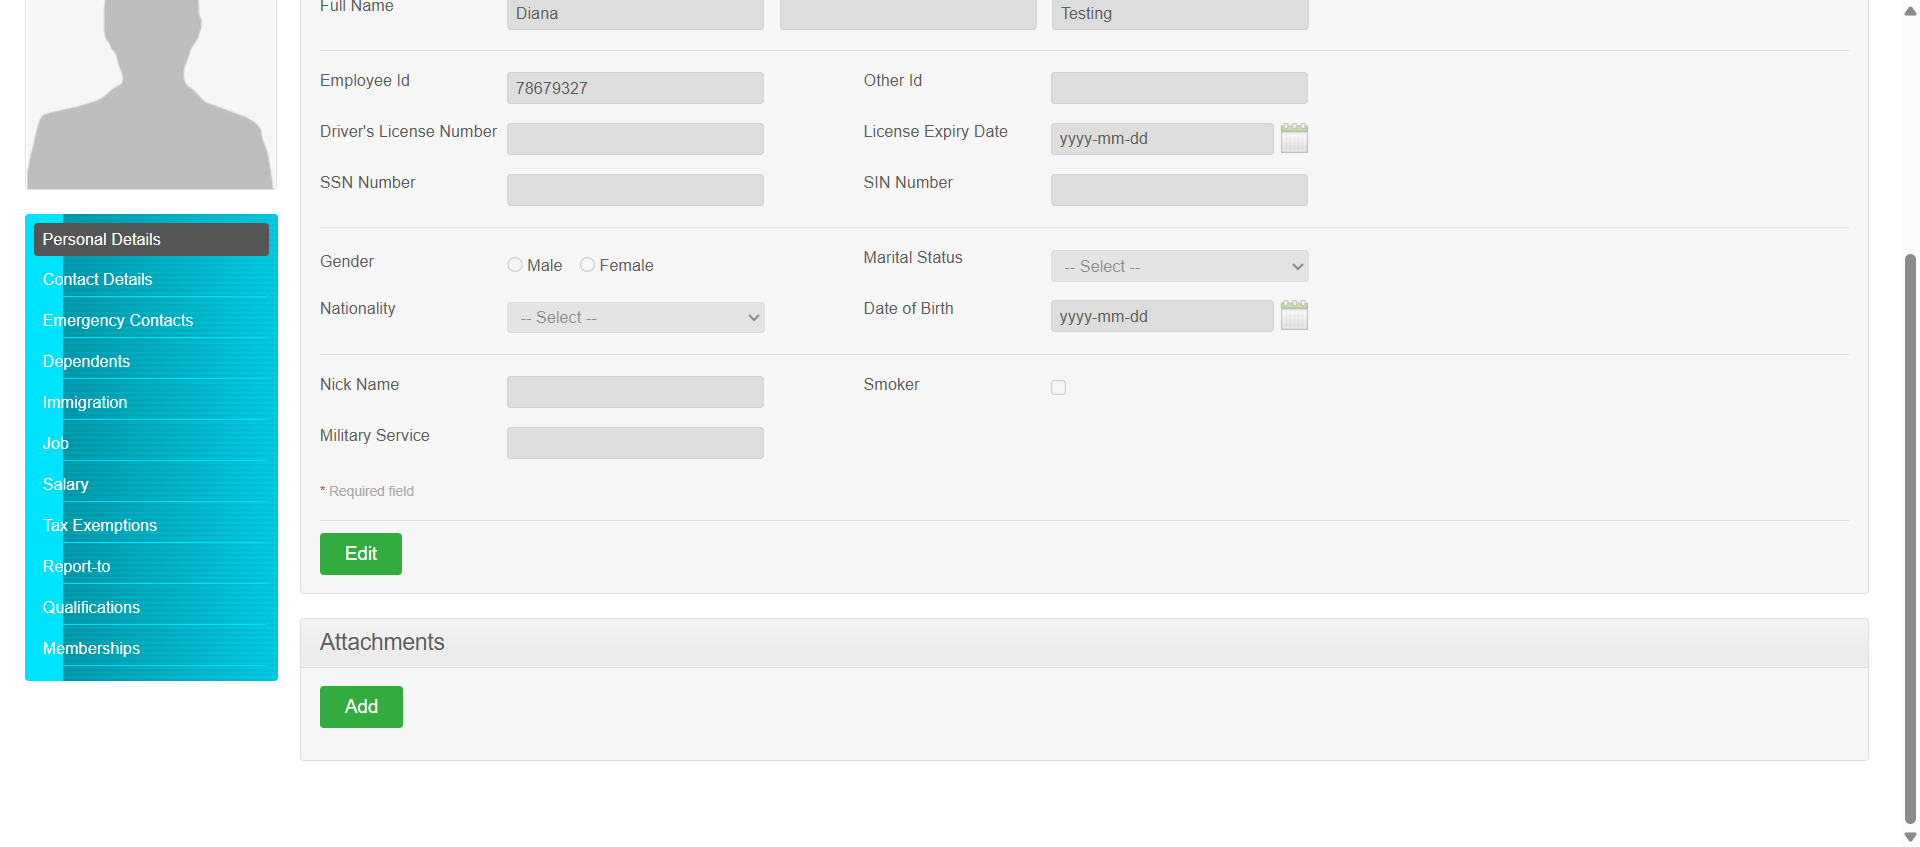 Full Name Diana Testing
Employee Id 78679327 Other Id
Driver's License Number License Expiry Date yyyy-mm-dd
SSN Number SIN Number
Personal Details
Contact Details
Emergency Contacts
Dependents
Immigration
Job
Salary
Tax Exemptions
Report-to
Qualifications
Memberships
Gender Male Female Marital Status -- Select --
Nationality -- Select -- Date of Birth yyyy-mm-dd
Nick Name Smoker
Military Service
* Required field
Edit
Attachments
Add